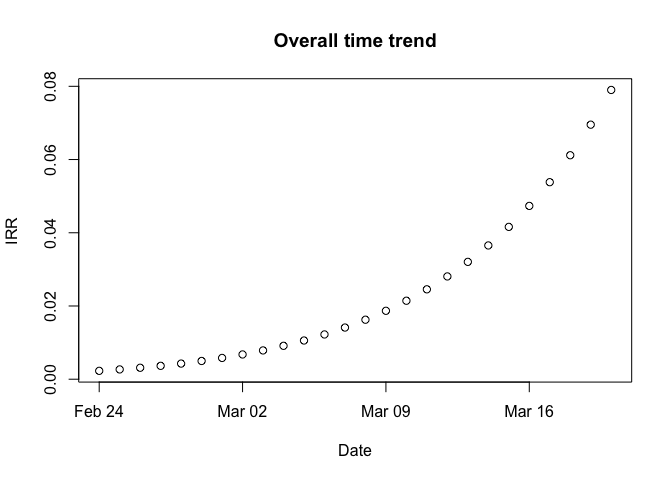 Overall time trend
IRR
0.08
0.06
0.04
0.02
0.00
Feb 24
Mar 02
Mar 09
Mar 16
Date